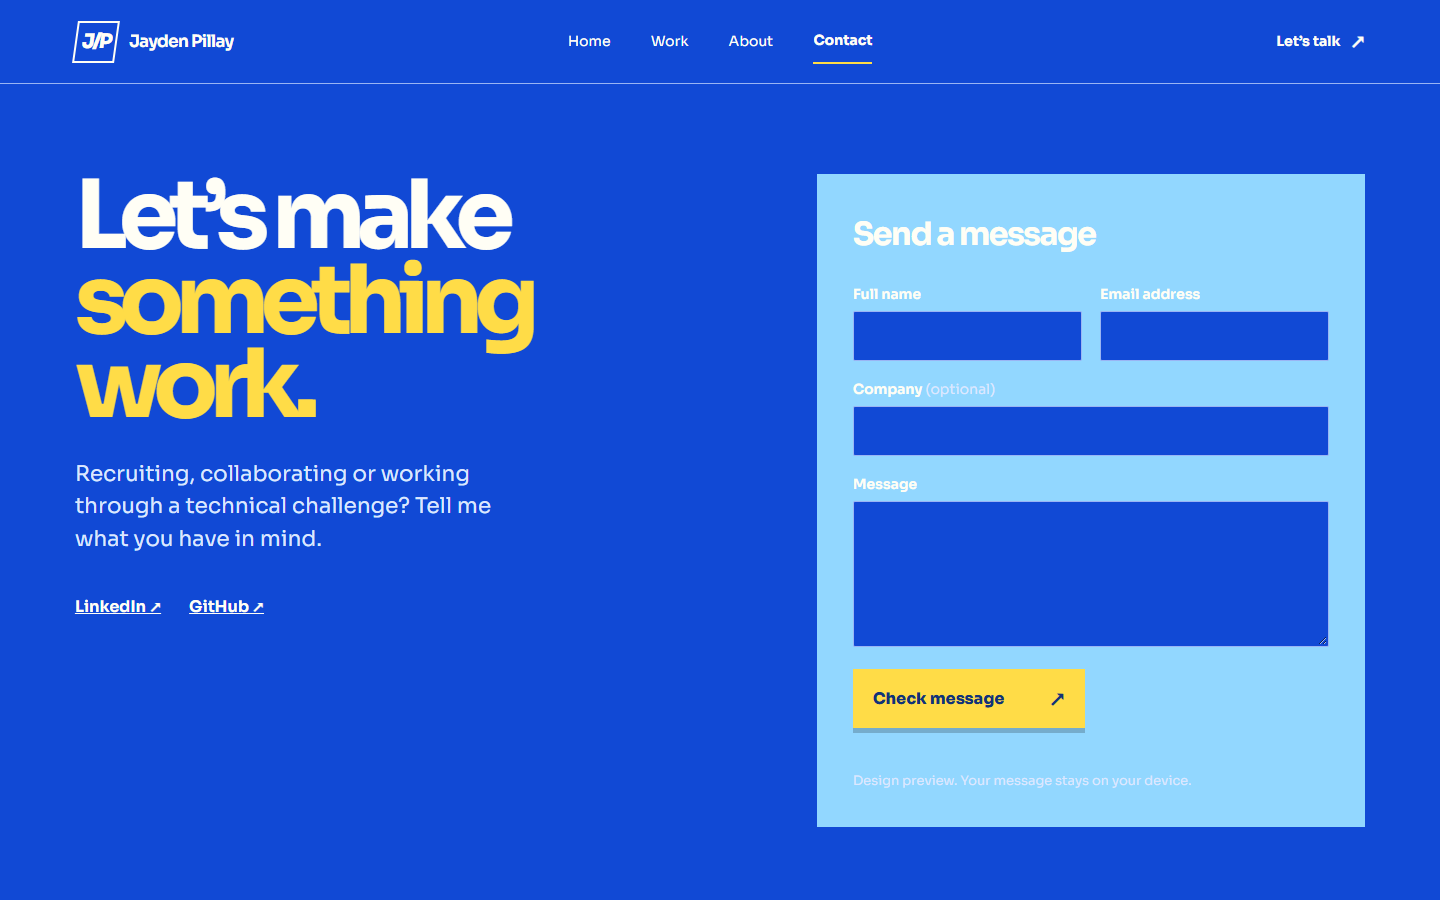 J/P Jayden Pillay
Home Work About Contact
Let’s talk ↗
Let’s make
something
work.
Recruiting, collaborating or working
through a technical challenge? Tell me
what you have in mind.
LinkedIn ↗ GitHub ↗
Send a message
Full name Email address
Company (optional)
Message
Check message ↗
Design preview. Your message stays on your device.